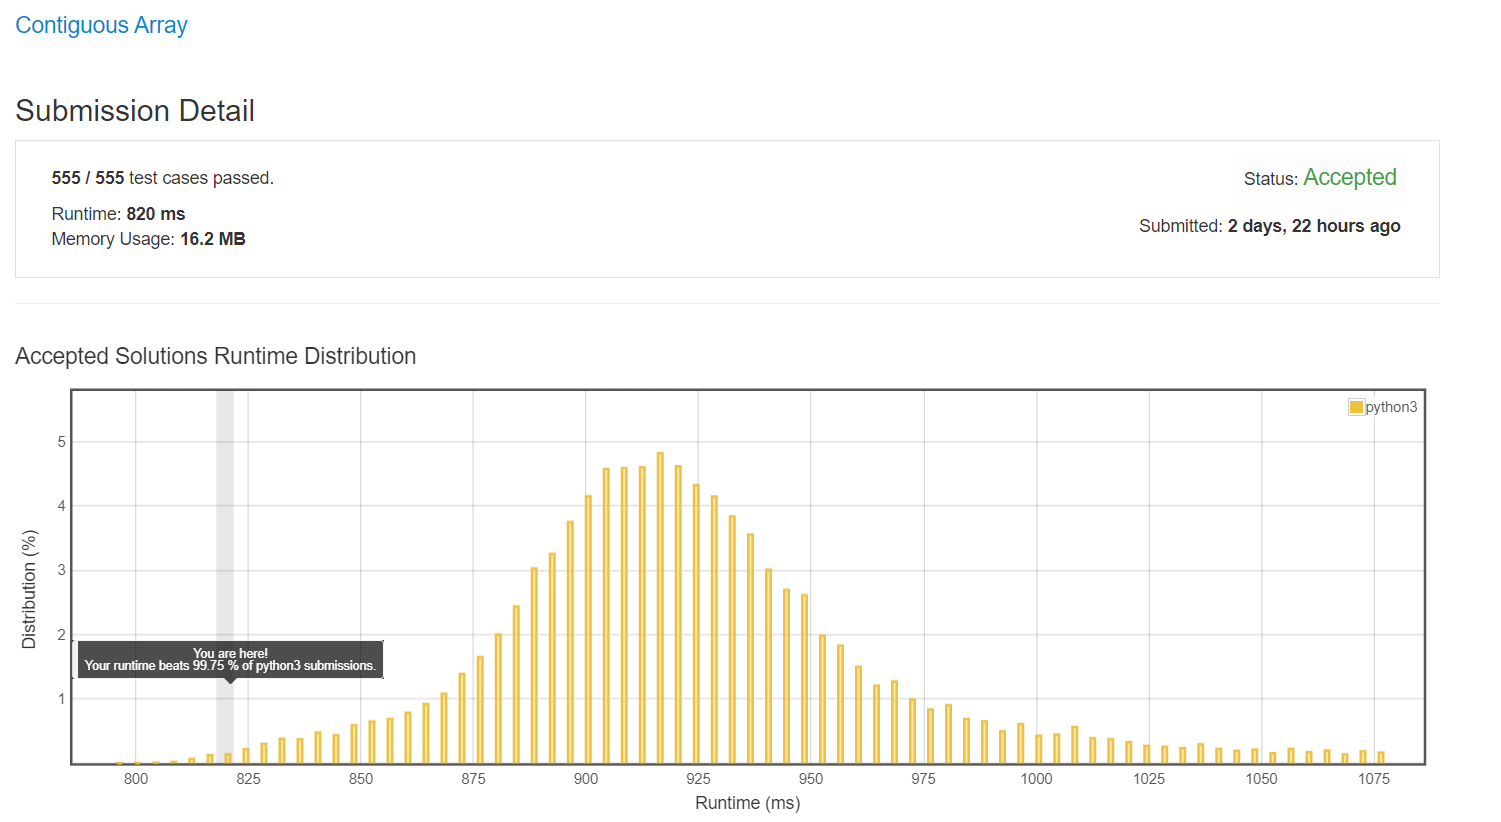 Contiguous Array
Submission Detail
555 / 555 test cases passed.
Status: Accepted
Runtime: 820 ms
Submitted: 2 days, 22 hours ago
Memory Usage: 16.2 MB
Accepted Solutions Runtime Distribution
python3
5
4
3
2
1
Distribution (%)
You are here!
Your runtime beats 99.75 % of python3 submissions.
800 825 850 875 900 925 950 975 1000 1025 1050 1075
Runtime (ms)